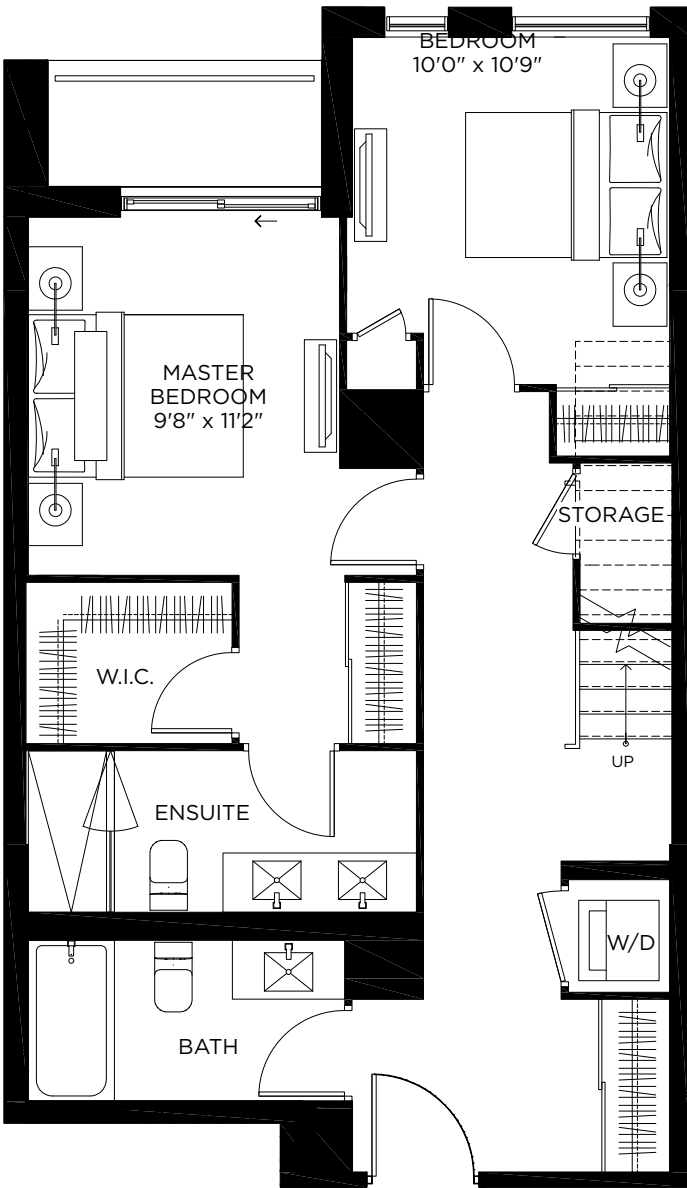 BEDROOM
10'0" x 10'9"
MASTER
BEDROOM
9'8" x 11'2"
STORAGE
W.I.C.
UP
ENSUITE
W/D
BATH